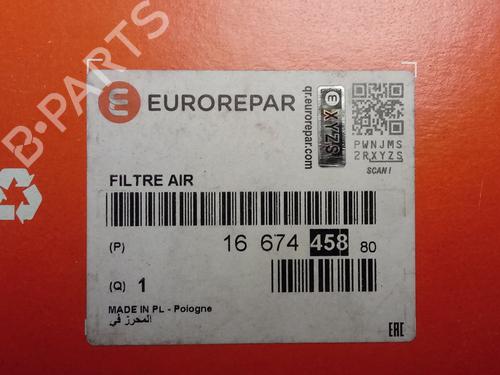 EUROREPAR
qr.eurorepar.com
XYZS
PWNJMS
2RXYZS
SCAN !
FILTRE AIR
(P) 16 674 458 80
(Q) 1
MADE IN PL - Pologne
المحرز في
EAC
B-PARTS